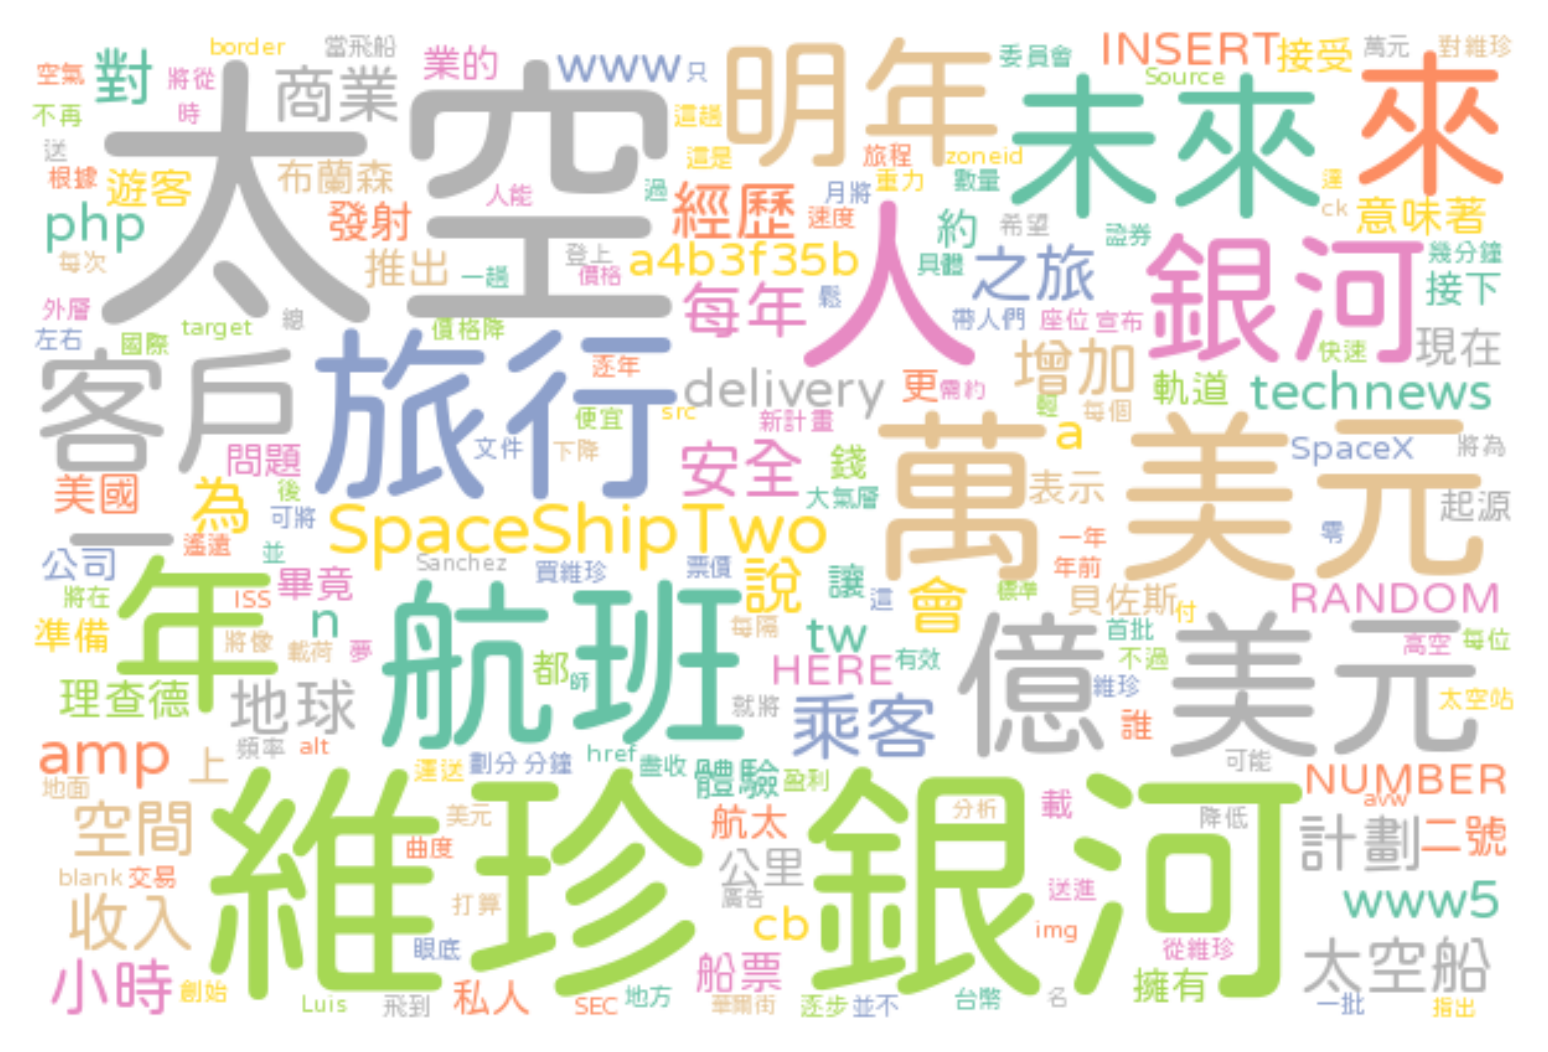 border 當飛船 業的 www 只 明年 委員會 INSERT 接受 萬元 對維珍
空氣 對 將從 商業 太空 這趟 Source 未來 來
不再 時 這是 旅程 zoneid
送 根據 遊客 布蘭森 人能 過 經歷 月將 重力 數量 運 ck 意味著
php 發射 速度 約 希望 證券
每次 推出 一趟 登上 價格 a4b3f35b 人 具體 之旅 銀河 幾分鐘
外層 每年 鬆 帶人們 座位 宣布 接下
左右 target 總 國際 價格降 快速 現在
客戶 旅行 逐年 delivery 更 需約 增加 軌道 technews
便宜 src 新計畫 輕 每個 a
問題 文件 下降 安全 錢 萬美元 SpaceX 將為
美國 為 後 可將 SpaceShipTwo 大氣層 表示 起源
一 遙遠 並 Sanchez 買維珍 票價 一年 零
公司 年 畢竟 說 讓 這 會 年前 標準
將在 ISS n 航班 每隔 tw 貝佐斯 付 RANDOM
準備 將像 載荷 夢 都 師 HERE 有效 億美元 首批 不過 高空 每位
理查德 地球 就將 乘客 維珍 誰 太空站
amp 上 頻率 alt 運送 劃分 分鐘 href 盡收 體驗 盈利 可能
地面 NUMBER
空間 維珍銀河 美元 航太 分析 載 avw 降低 計劃 二號
曲度 公里
blank 交易 打算 廣告 送進 www5
收入 眼底 cb img 從維珍 太空船
小時 創始 船票 擁有
Luis 飛到 私人 SEC 地方 華爾街 逐步 並不 台幣 名 一批 指出